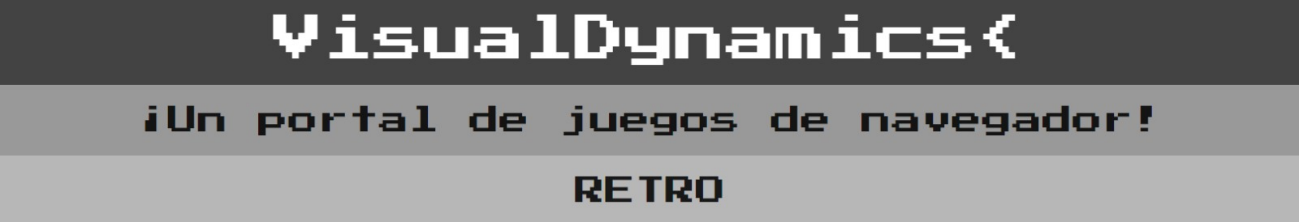 VisualDynamics<
¡Un portal de juegos de navegador!
RETRO